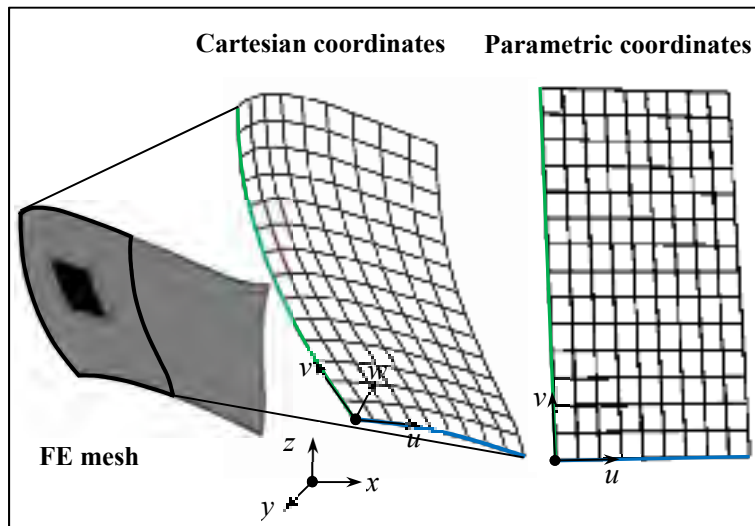 Cartesian coordinates
Parametric coordinates
v
w
u
v
u
FE mesh
z
x
y